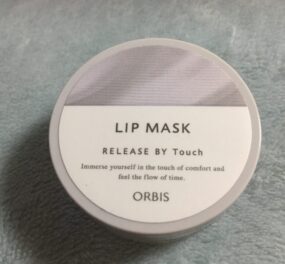 LIP MASK
RELEASE BY Touch
Immerse yourself in the touch of comfort and
feel the flow of time.
ORBIS